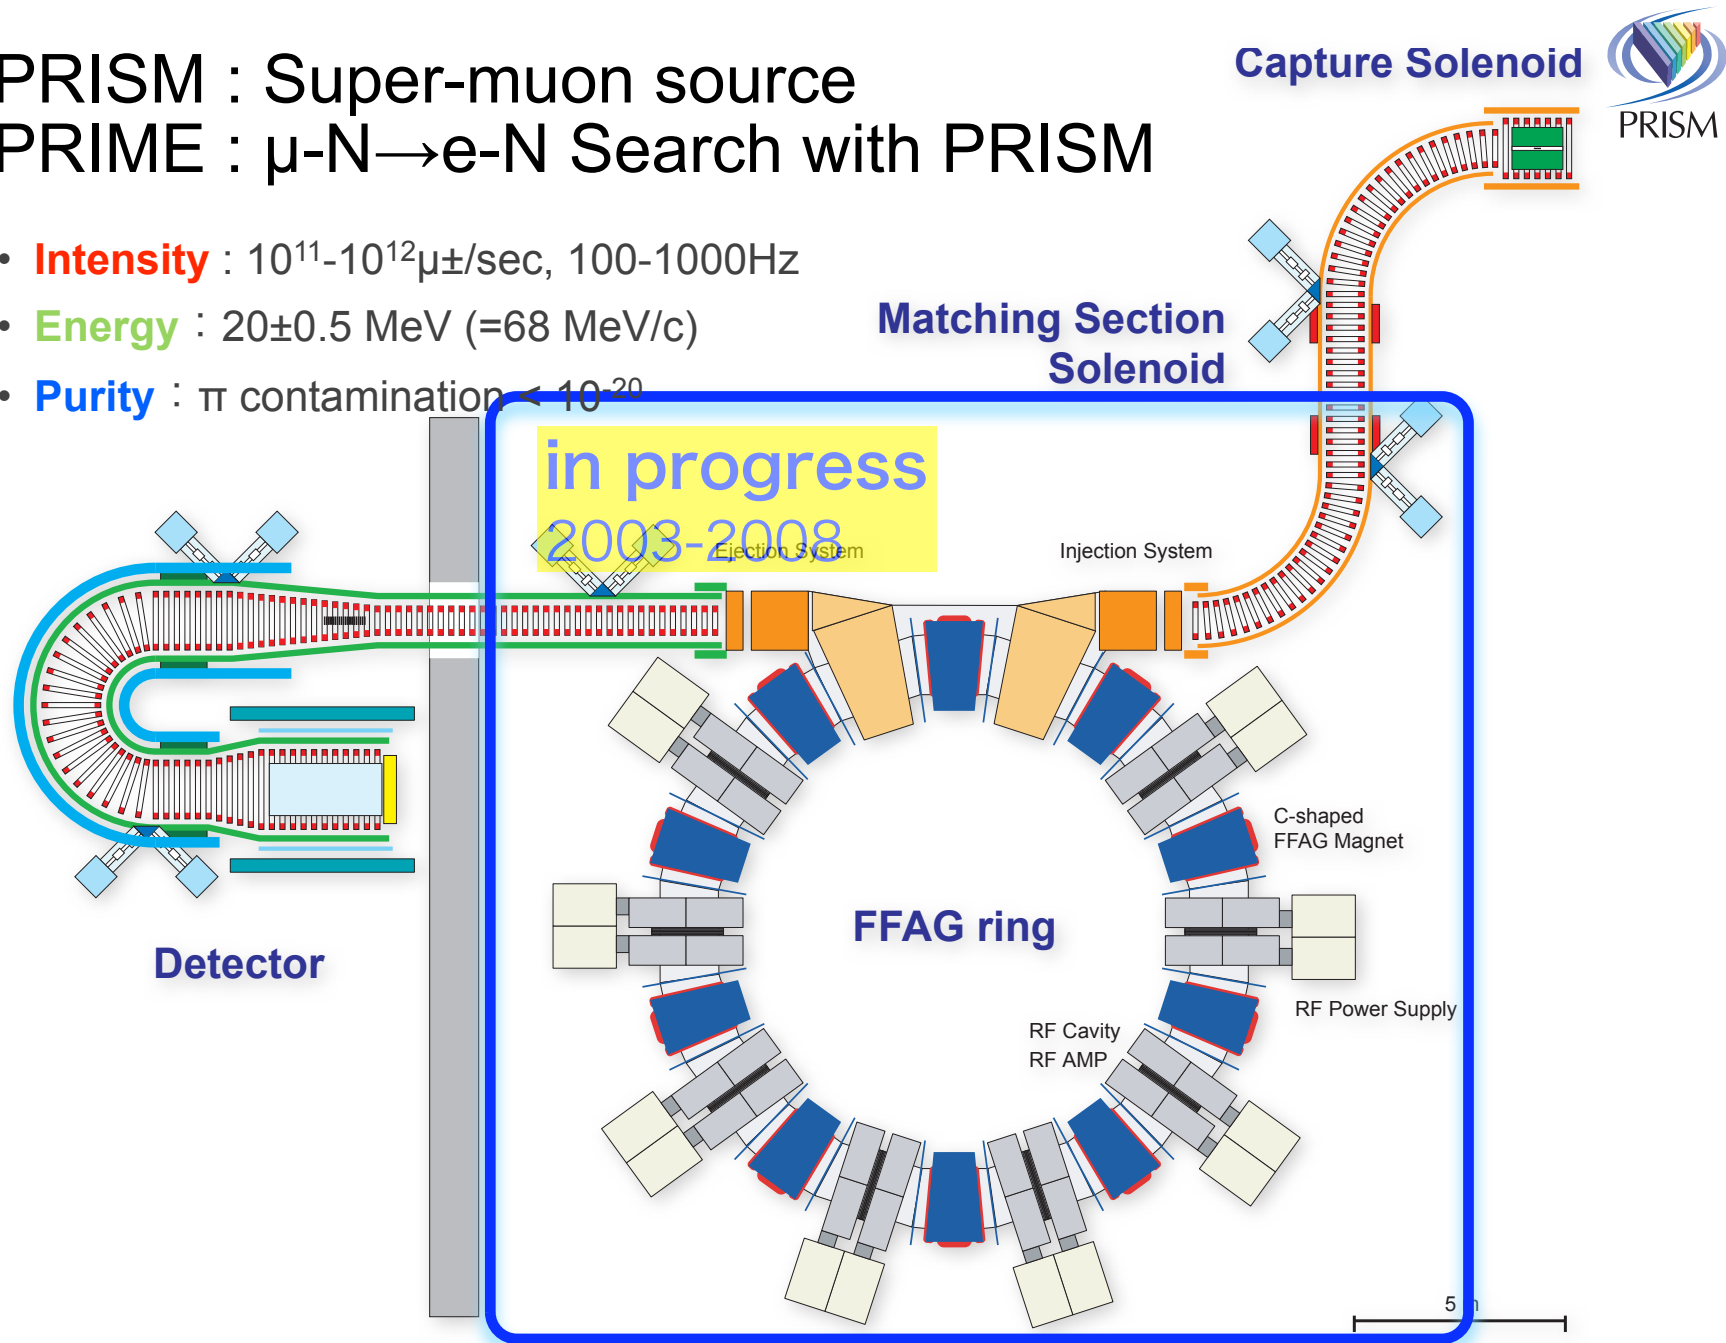 PRISM : Super-muon source
PRIME : μ-N→e-N Search with PRISM
Capture Solenoid
PRISM
• Intensity : 10¹¹-10¹²μ±/sec, 100-1000Hz
• Energy : 20±0.5 MeV (=68 MeV/c)
• Purity : π contamination < 10⁻²⁰
Matching Section
Solenoid
in progress
2003-2008
Ejection System
Injection System
C-shaped
FFAG Magnet
FFAG ring
Detector
RF Power Supply
RF Cavity
RF AMP
5 m